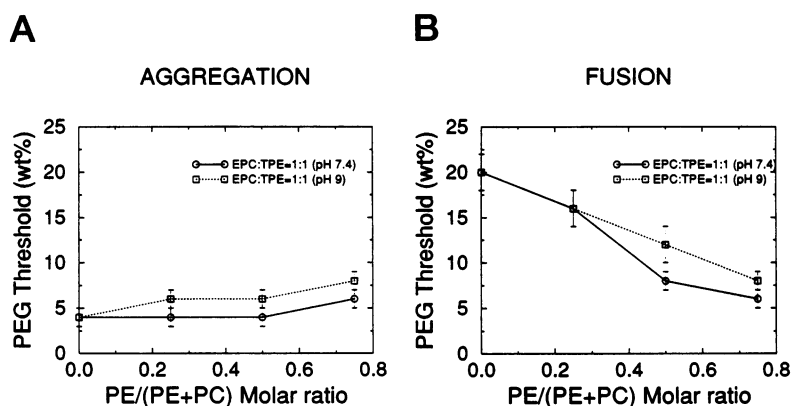 A
AGGREGATION
PEG Threshold (wt%)
25
20
15
10
5
0
EPC:TPE=1:1 (pH 7.4)
EPC:TPE=1:1 (pH 9)
0.0 0.2 0.4 0.6 0.8
PE/(PE+PC) Molar ratio
B
FUSION
PEG Threshold (wt%)
25
20
15
10
5
0
EPC:TPE=1:1 (pH 7.4)
EPC:TPE=1:1 (pH 9)
0.0 0.2 0.4 0.6 0.8
PE/(PE+PC) Molar ratio